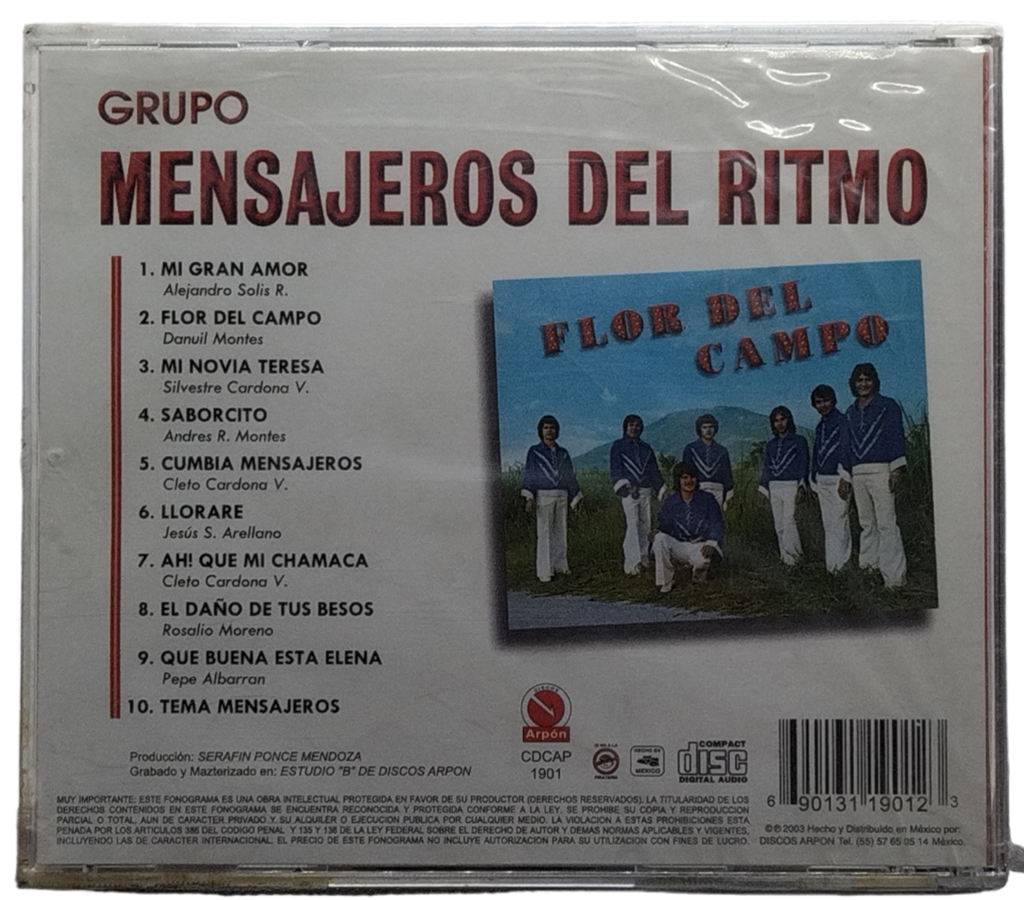 GRUPO
MENSAJEROS DEL RITMO
1. MI GRAN AMOR
Alejandro Solis R.
2. FLOR DEL CAMPO
Danuil Montes
3. MI NOVIA TERESA
Silvestre Cardona V.
4. SABORCITO
Andres R. Montes
5. CUMBIA MENSAJEROS
Cleto Cardona V.
6. LLORARE
Jesús S. Arellano
7. AH! QUE MI CHAMACA
Cleto Cardona V.
8. EL DAÑO DE TUS BESOS
Rosalio Moreno
9. QUE BUENA ESTA ELENA
Pepe Albarran
10. TEMA MENSAJEROS
FLOR DEL
CAMPO
Producción: SERAFIN PONCE MENDOZA
Grabado y Mazterizado en: ESTUDIO "B" DE DISCOS ARPON
DISCOS
Arpón
CDCAP
1901
HECHO EN
MEXICO
COMPACT
disc
DIGITAL AUDIO
6 90131 19012 3
MUY IMPORTANTE: ESTE FONOGRAMA ES UNA OBRA INTELECTUAL PROTEGIDA EN FAVOR DE SU PRODUCTOR (DERECHOS RESERVADOS). LA TITULARIDAD DE LOS
DERECHOS CONTENIDOS EN ESTE FONOGRAMA SE ENCUENTRA RECONOCIDA Y PROTEGIDA CONFORME A LA LEY. SE PROHIBE SU COPIA Y REPRODUCCION
PARCIAL O TOTAL, AUN DE CARACTER PRIVADO Y SU ALQUILER O EJECUCION PUBLICA POR CUALQUIER MEDIO. LA VIOLACION A ESTAS PROHIBICIONES ESTA
PENADA POR LOS ARTICULOS 386 DEL CODIGO PENAL Y 135 Y 138 DE LA LEY FEDERAL SOBRE EL DERECHO DE AUTOR Y DEMAS NORMAS APLICABLES Y VIGENTES,
INCLUYENDO LAS DE CARACTER INTERNACIONAL. EL PRECIO DE ESTE FONOGRAMA NO INCLUYE AUTORIZACION PARA SU UTILIZACION CON FINES DE LUCRO.
©℗ 2003 Hecho y Distribuido en México por:
DISCOS ARPON Tel. (55) 57 65 05 14 México.